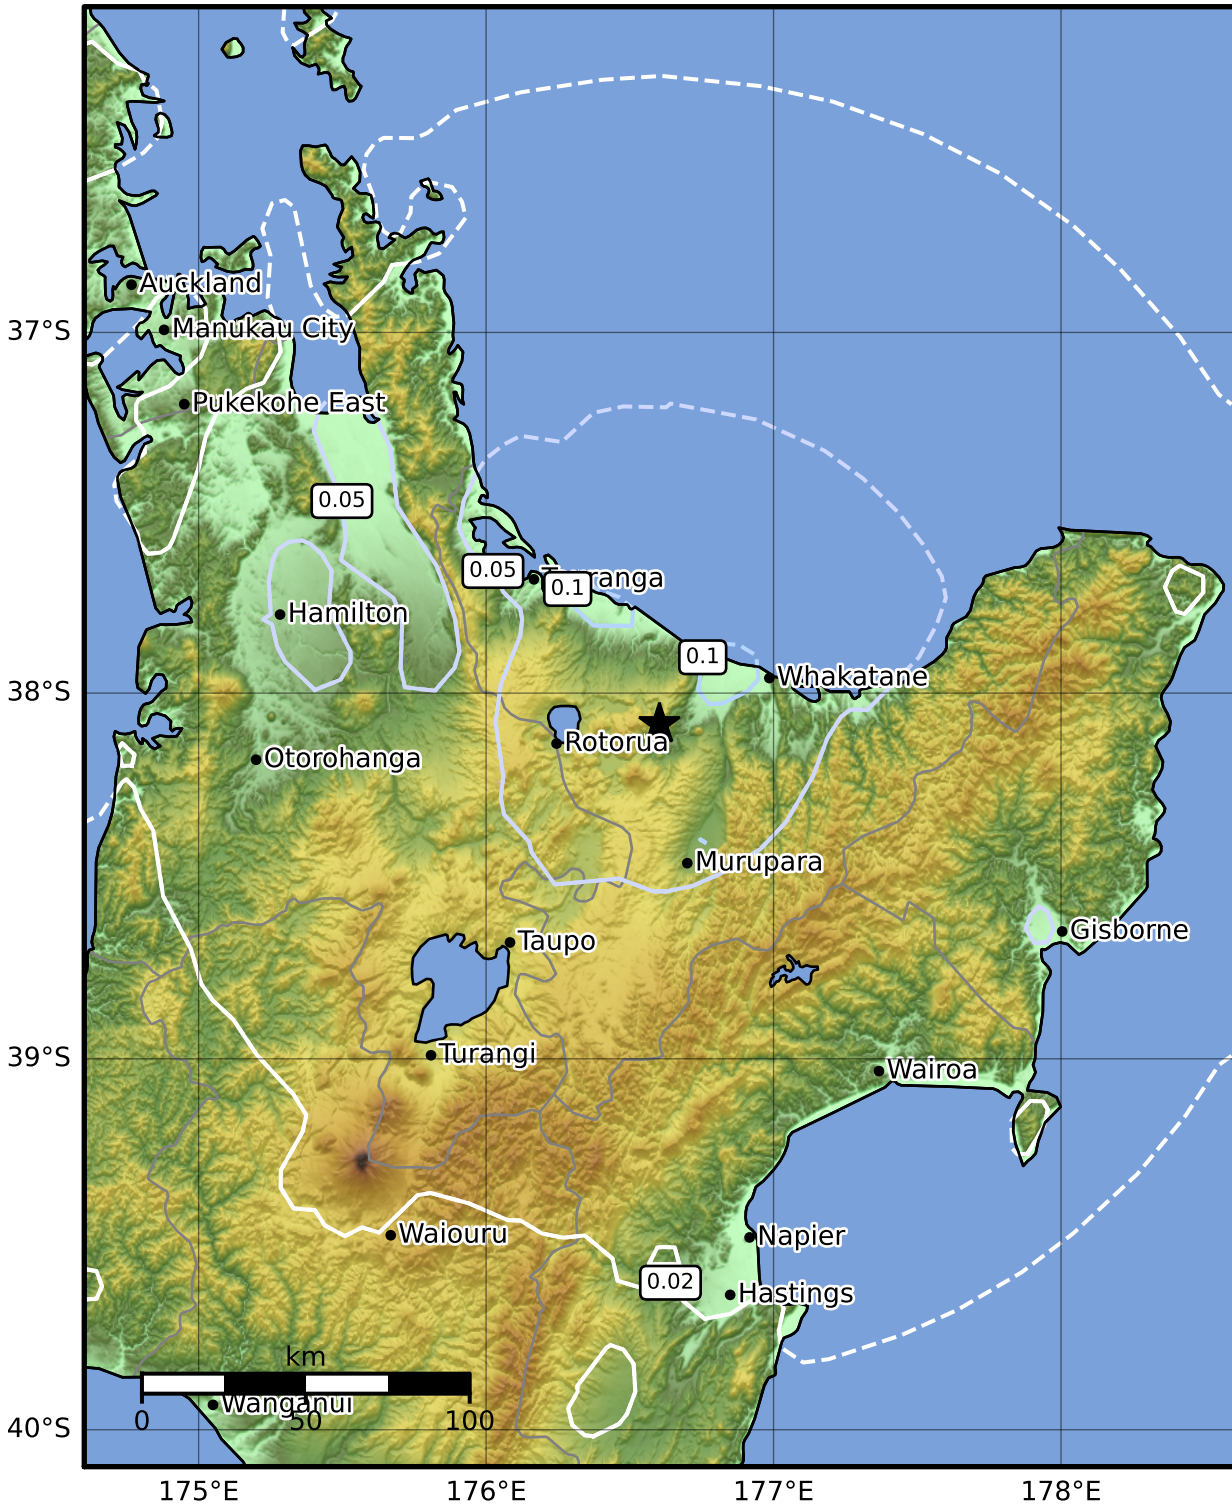 Auckland
Manukau City
37°S
Pukekohe East
0.05
0.05
0.1
Hamilton
0.1
Whakatane
38°S
Rotorua
Otorohanga
Murupara
Gisborne
Taupo
39°S
Turangi
Wairoa
Waiouru
Napier
0.02
Hastings
km
Wanganui
0
50
100
40°S
175°E
176°E
177°E
178°E